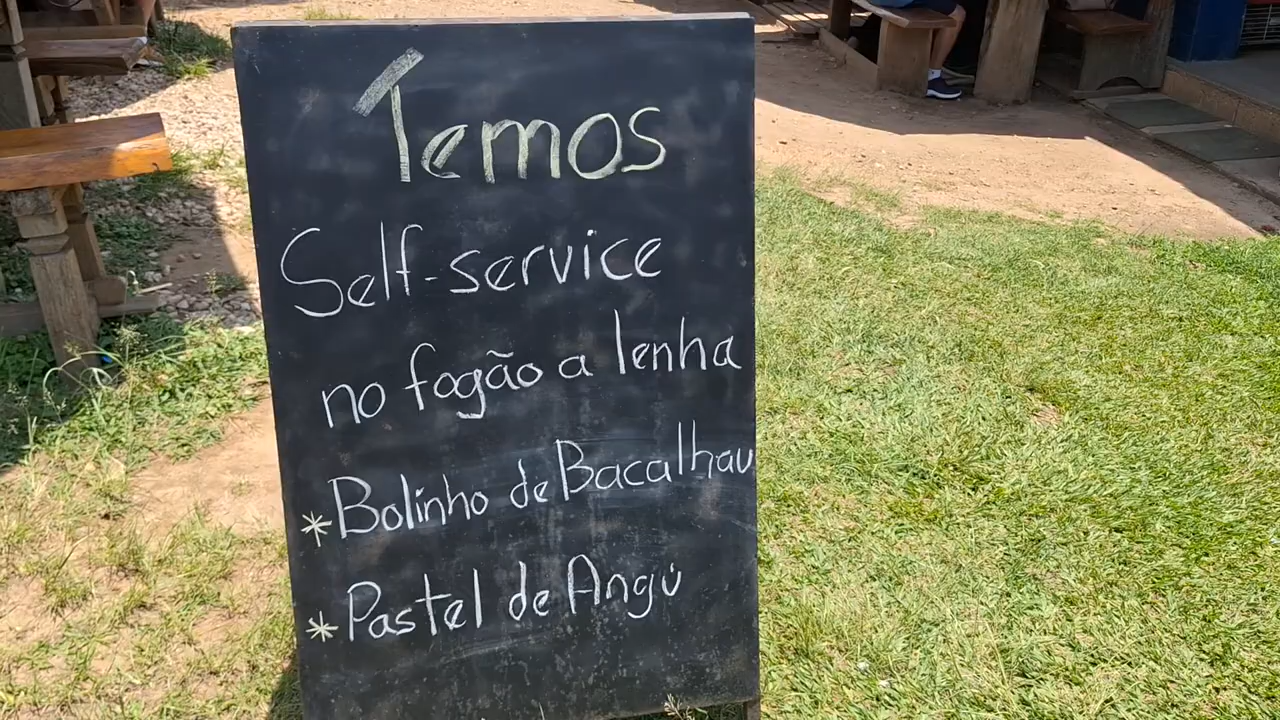 Temos
Self-service
no fogão a lenha
* Bolinho de Bacalhau
* Pastel de Angú